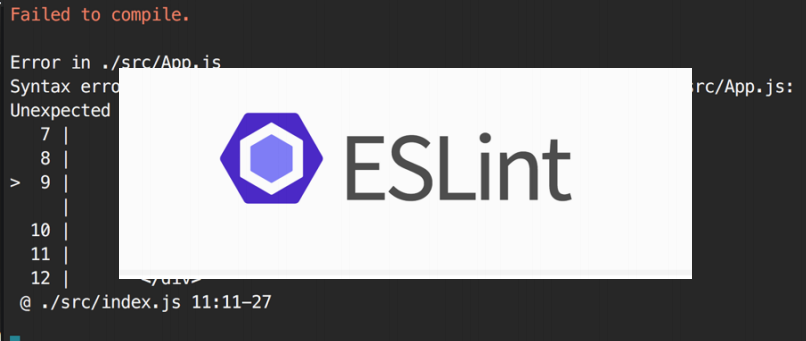 Failed to compile.
Error in ./src/App.js
Syntax src/App.js:
Unexpected
7 |
8 |
> 9 |
|
10 |
11 |
12 | </div>
@ ./src/index.js 11:11-27
ESLint